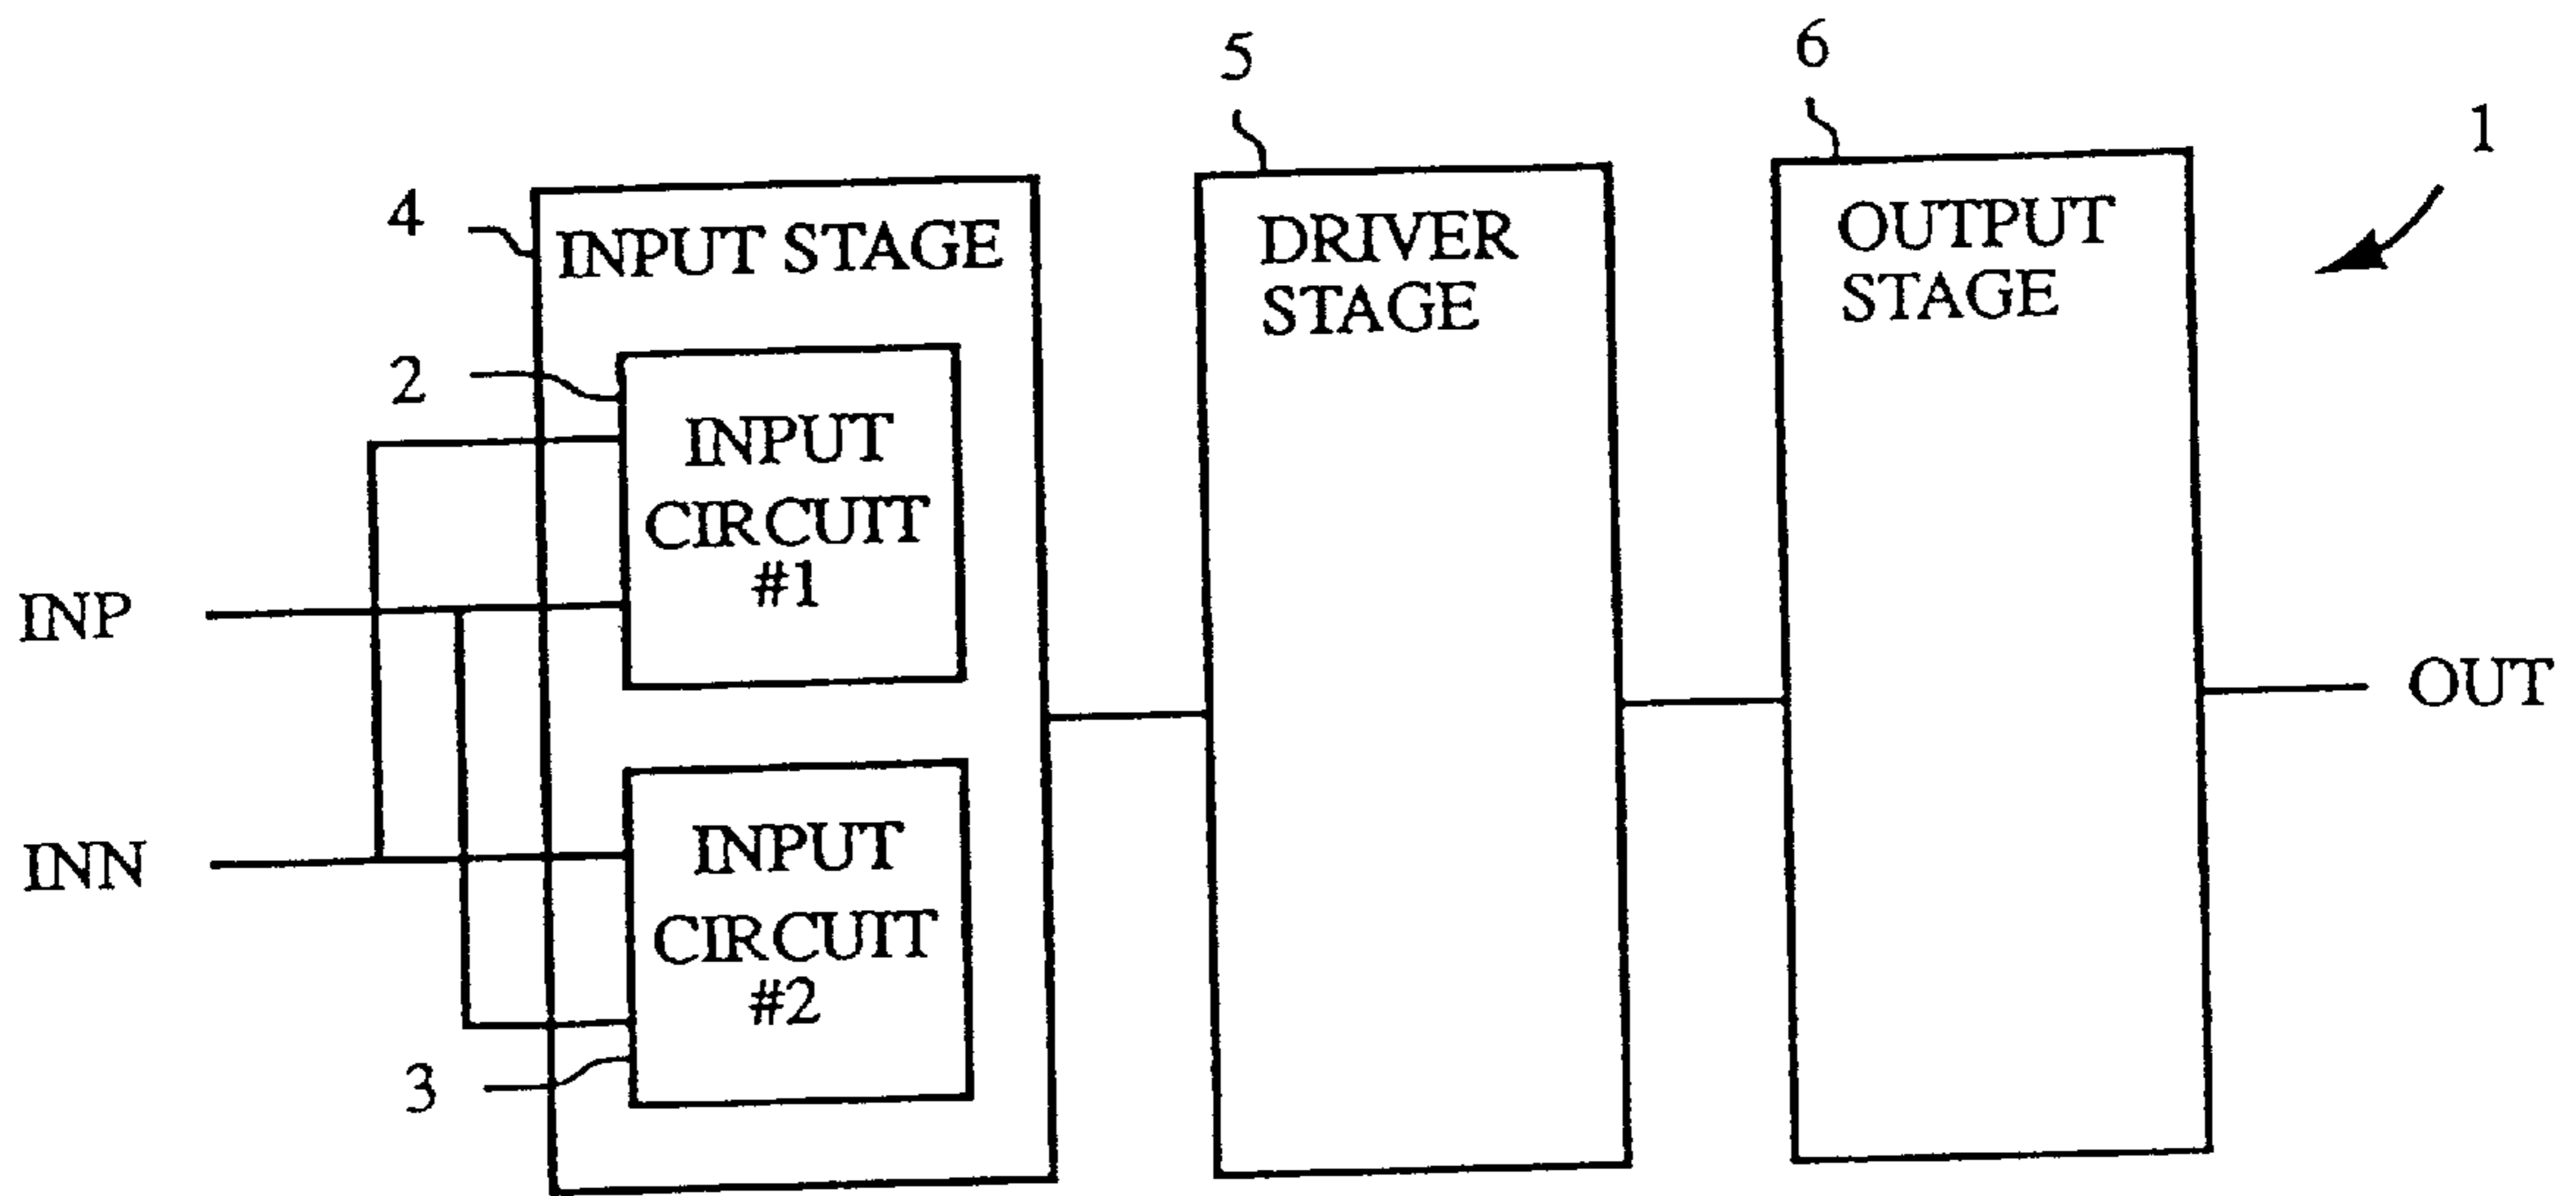 5
6
1
4
INPUT STAGE
DRIVER
STAGE
OUTPUT
STAGE
2
INPUT
CIRCUIT
#1
INP
OUT
INN
INPUT
CIRCUIT
#2
3